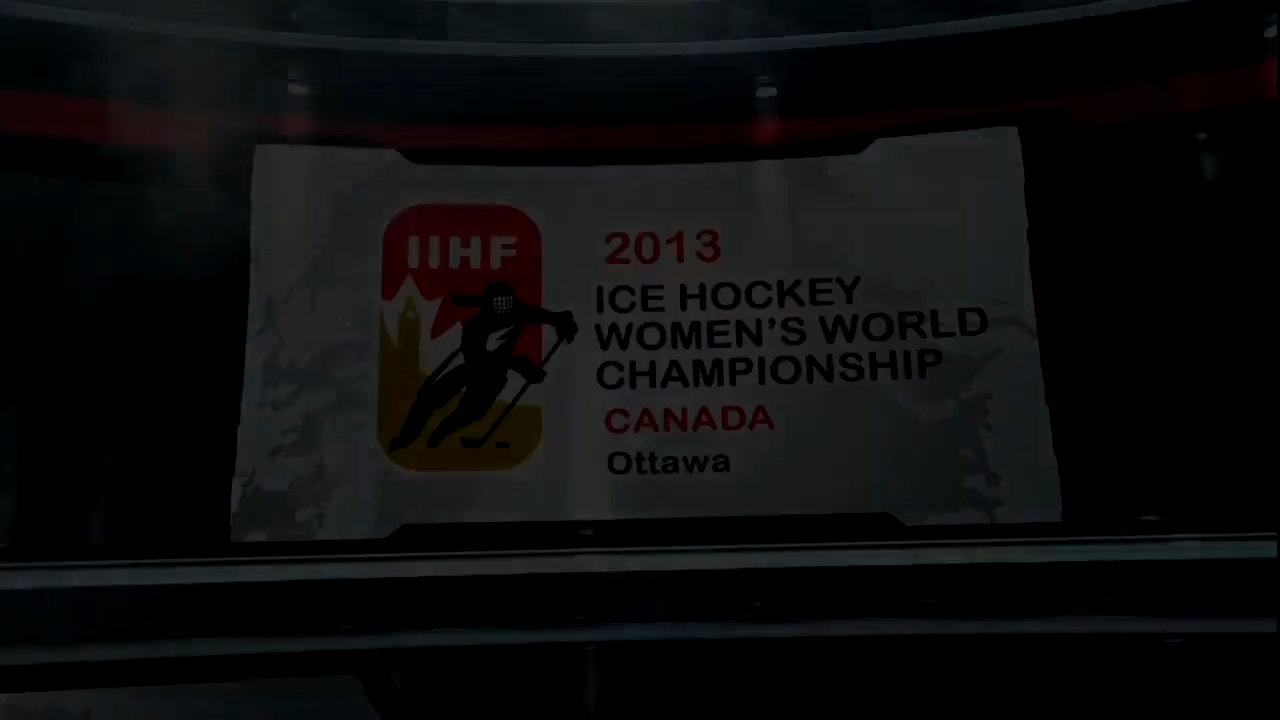 IIHF
2013
ICE HOCKEY
WOMEN'S WORLD
CHAMPIONSHIP
CANADA
Ottawa